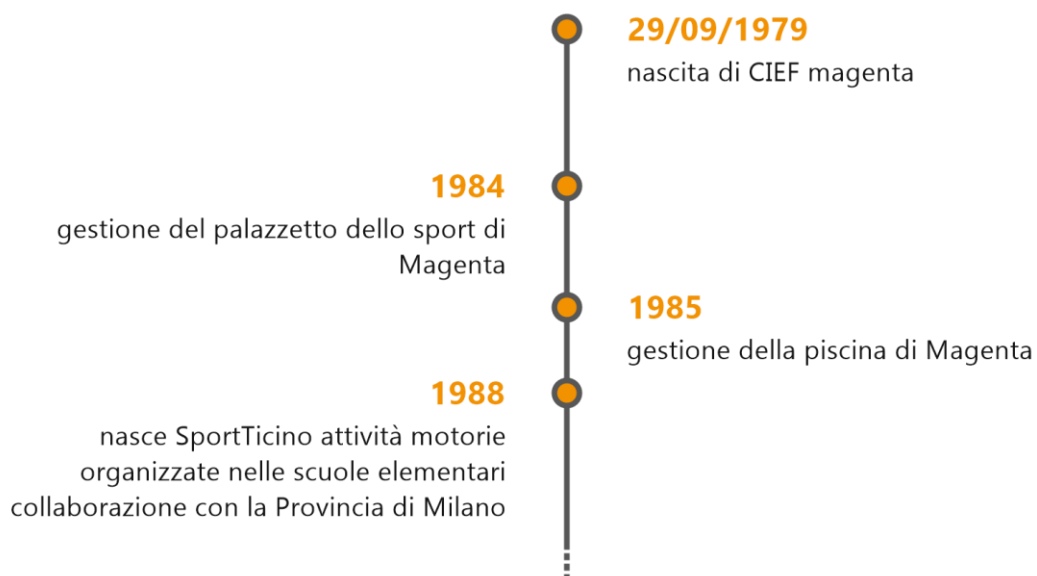 29/09/1979
nascita di CIEF magenta
1984
gestione del palazzetto dello sport di
Magenta
1985
gestione della piscina di Magenta
1988
nasce SportTicino attività motorie
organizzate nelle scuole elementari
collaborazione con la Provincia di Milano